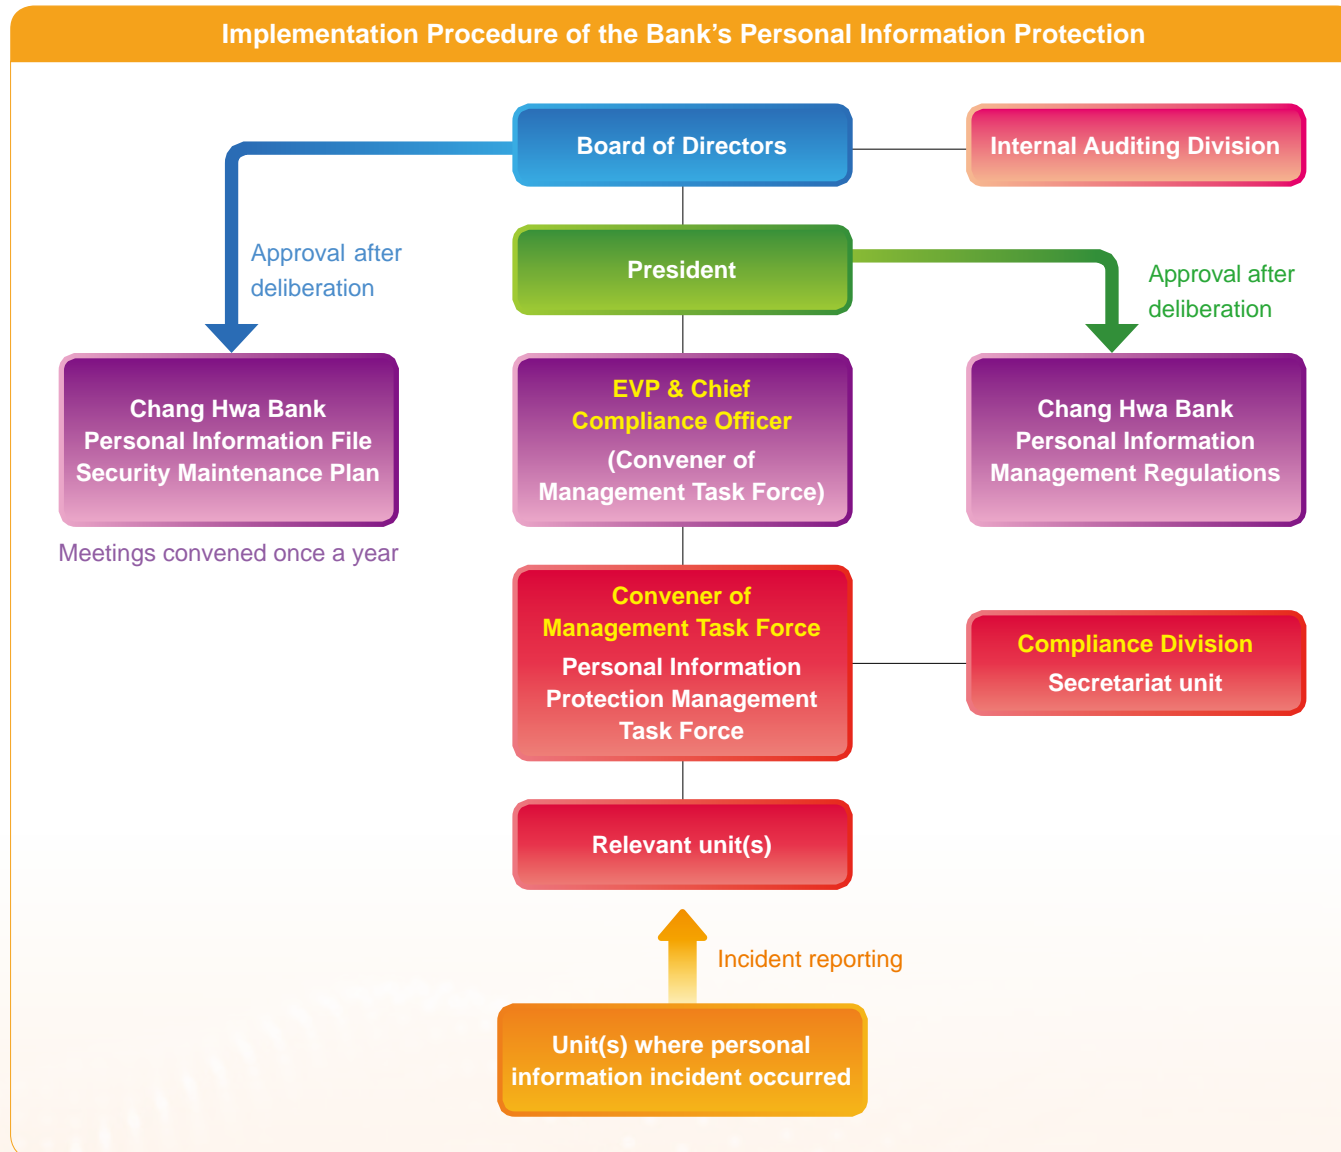 Implementation Procedure of the Bank’s Personal Information Protection
Board of Directors
Internal Auditing Division
Approval after
deliberation
President
Approval after
deliberation
Chang Hwa Bank
Personal Information File
Security Maintenance Plan
Meetings convened once a year
EVP & Chief
Compliance Officer
(Convener of
Management Task Force)
Chang Hwa Bank
Personal Information
Management Regulations
Convener of
Management Task Force
Personal Information
Protection Management
Task Force
Compliance Division
Secretariat unit
Relevant unit(s)
Incident reporting
Unit(s) where personal
information incident occurred